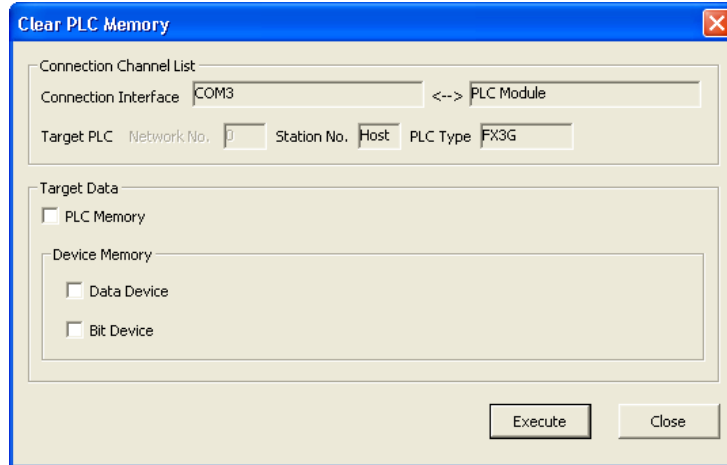 Clear PLC Memory
Connection Channel List
Connection Interface COM3 <--> PLC Module
Target PLC Network No. 0 Station No. Host PLC Type FX3G
Target Data
PLC Memory
Device Memory
Data Device
Bit Device
Execute Close